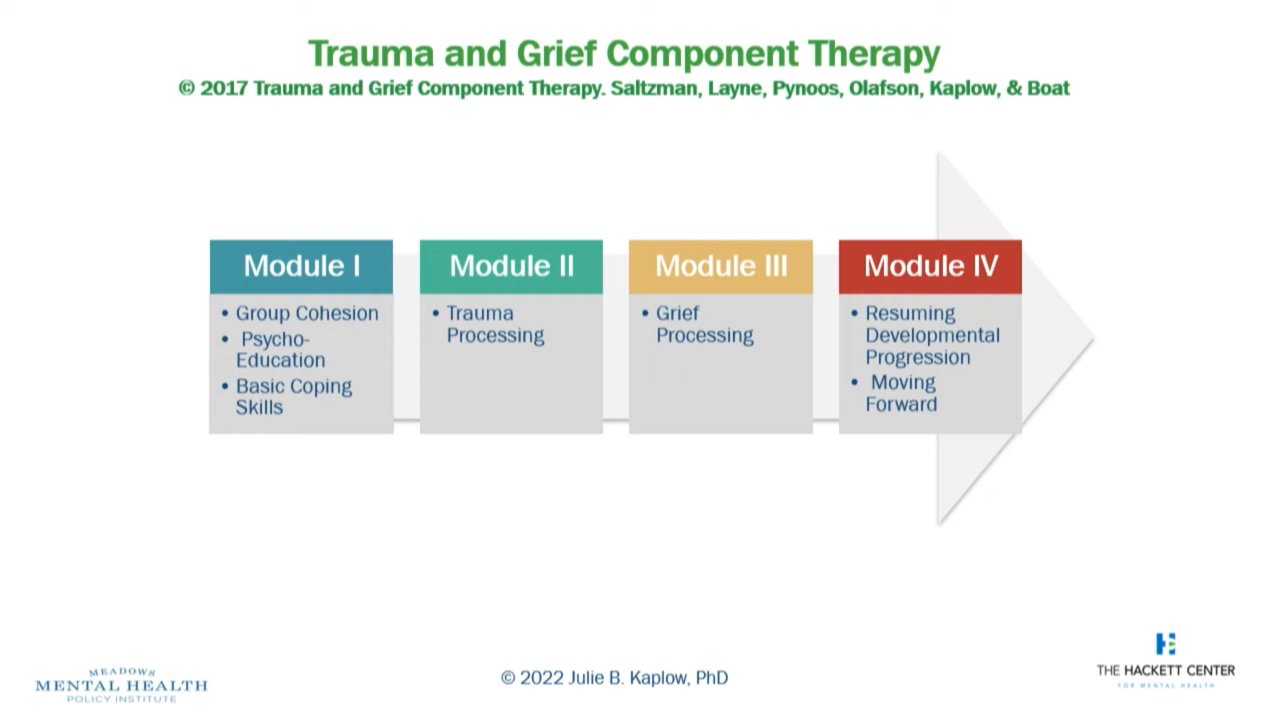 Trauma and Grief Component Therapy
© 2017 Trauma and Grief Component Therapy. Saltzman, Layne, Pynoos, Olafson, Kaplow, & Boat
Module I
• Group Cohesion
• Psycho-
Education
• Basic Coping
Skills
Module II
• Trauma
Processing
Module III
• Grief
Processing
Module IV
• Resuming
Developmental
Progression
• Moving
Forward
MEADOWS
MENTAL HEALTH
POLICY INSTITUTE
© 2022 Julie B. Kaplow, PhD
THE HACKETT CENTER
FOR MENTAL HEALTH